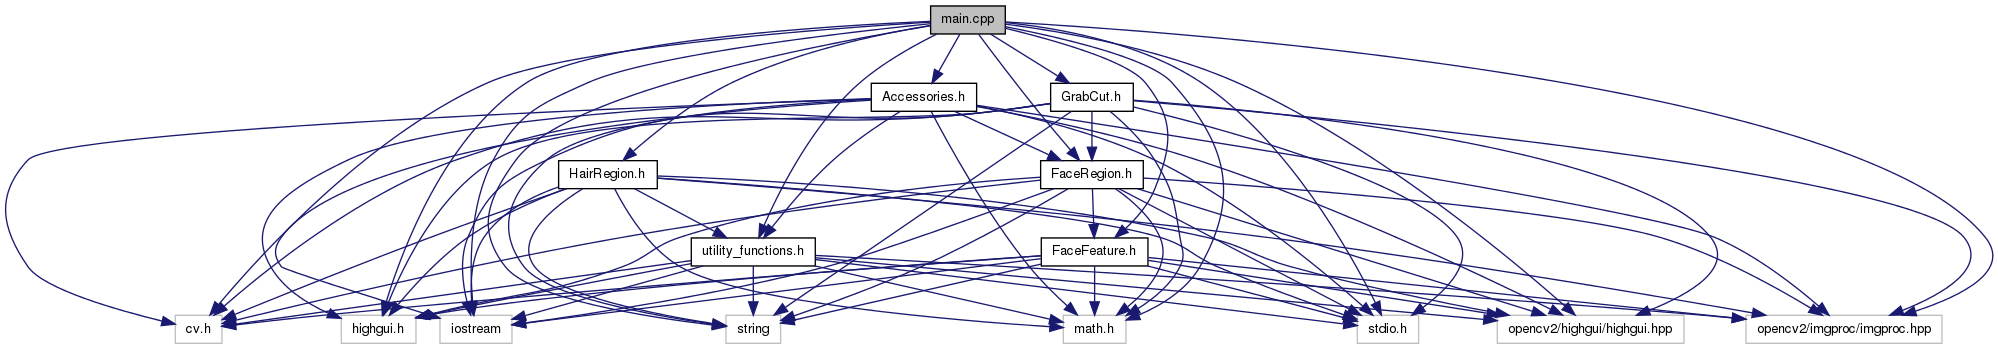 main.cpp
Accessories.h
GrabCut.h
HairRegion.h
FaceRegion.h
utility_functions.h
FaceFeature.h
cv.h
highgui.h
iostream
string
math.h
stdio.h
opencv2/highgui/highgui.hpp
opencv2/imgproc/imgproc.hpp